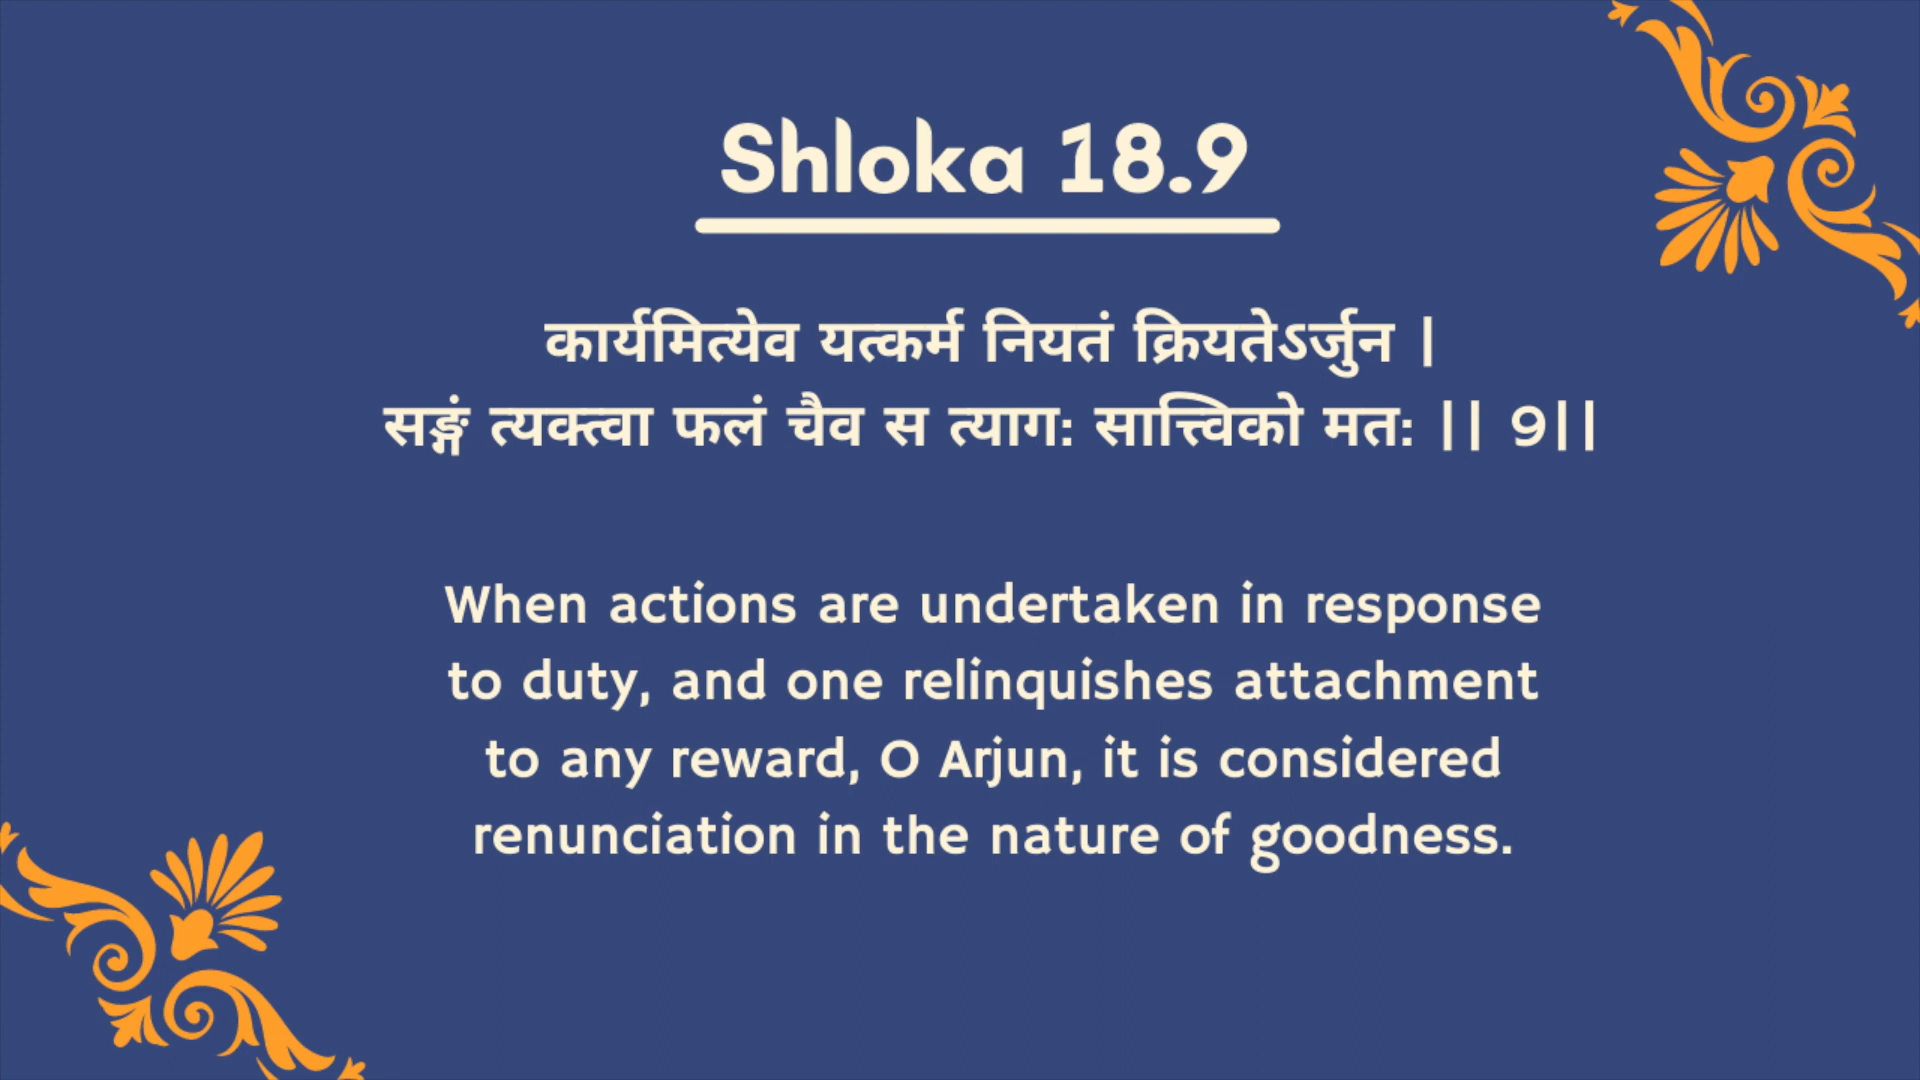 Shloka 18.9
कार्यमित्येव यत्कर्म नियतं क्रियतेऽर्जुन |
सङ्गं त्यक्त्वा फलं चैव स त्याग: सात्त्विको मत: || 9||
When actions are undertaken in response
to duty, and one relinquishes attachment
to any reward, O Arjun, it is considered
renunciation in the nature of goodness.